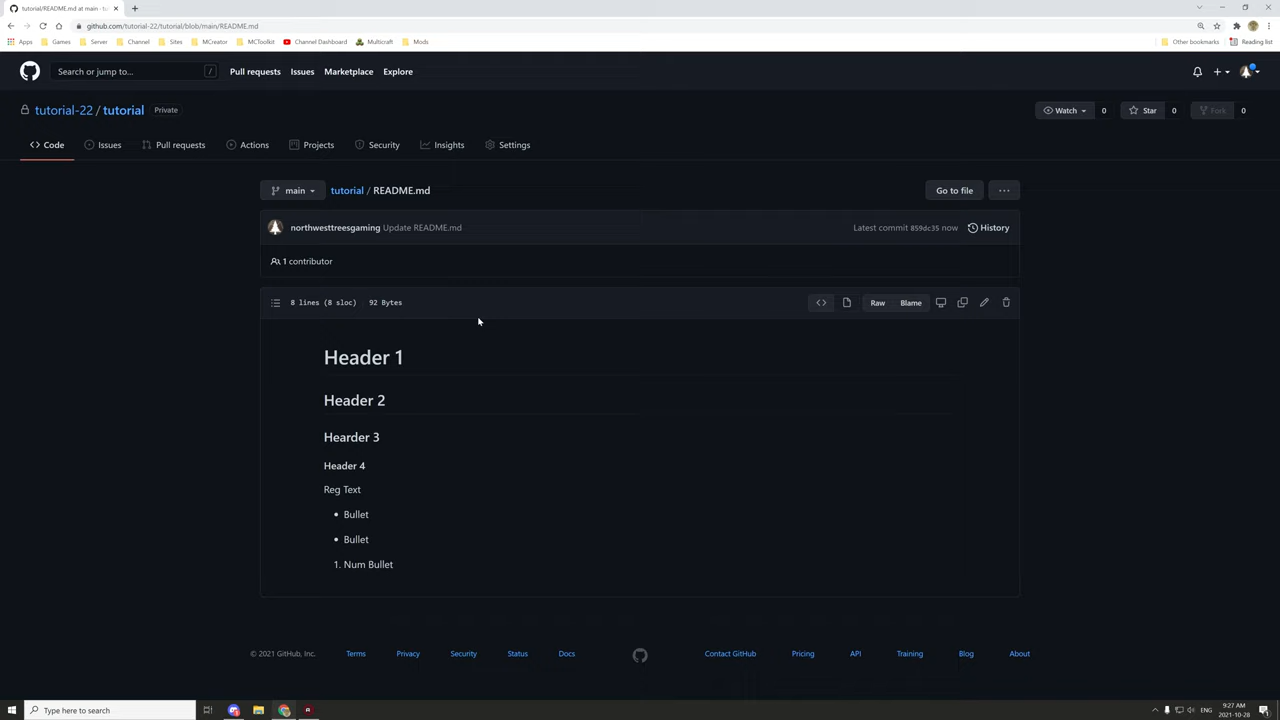 tutorial/README.md at main · tu
github.com/tutorial-22/tutorial/blob/main/README.md
Apps Games Server Channel Sites MCreator MCToolkit Channel Dashboard Multicraft Mods Other bookmarks Reading list
Search or jump to... / Pull requests Issues Marketplace Explore
tutorial-22 / tutorial Private Watch 0 Star 0 Fork 0
Code Issues Pull requests Actions Projects Security Insights Settings
main tutorial / README.md Go to file ...
northwesttreesgaming Update README.md Latest commit 859dc35 now History
1 contributor
8 lines (8 sloc) 92 Bytes <> Raw Blame
Header 1
Header 2
Hearder 3
Header 4
Reg Text
• Bullet
• Bullet
1. Num Bullet
© 2021 GitHub, Inc. Terms Privacy Security Status Docs Contact GitHub Pricing API Training Blog About
Type here to search ENG 9:27 AM
2021-10-28